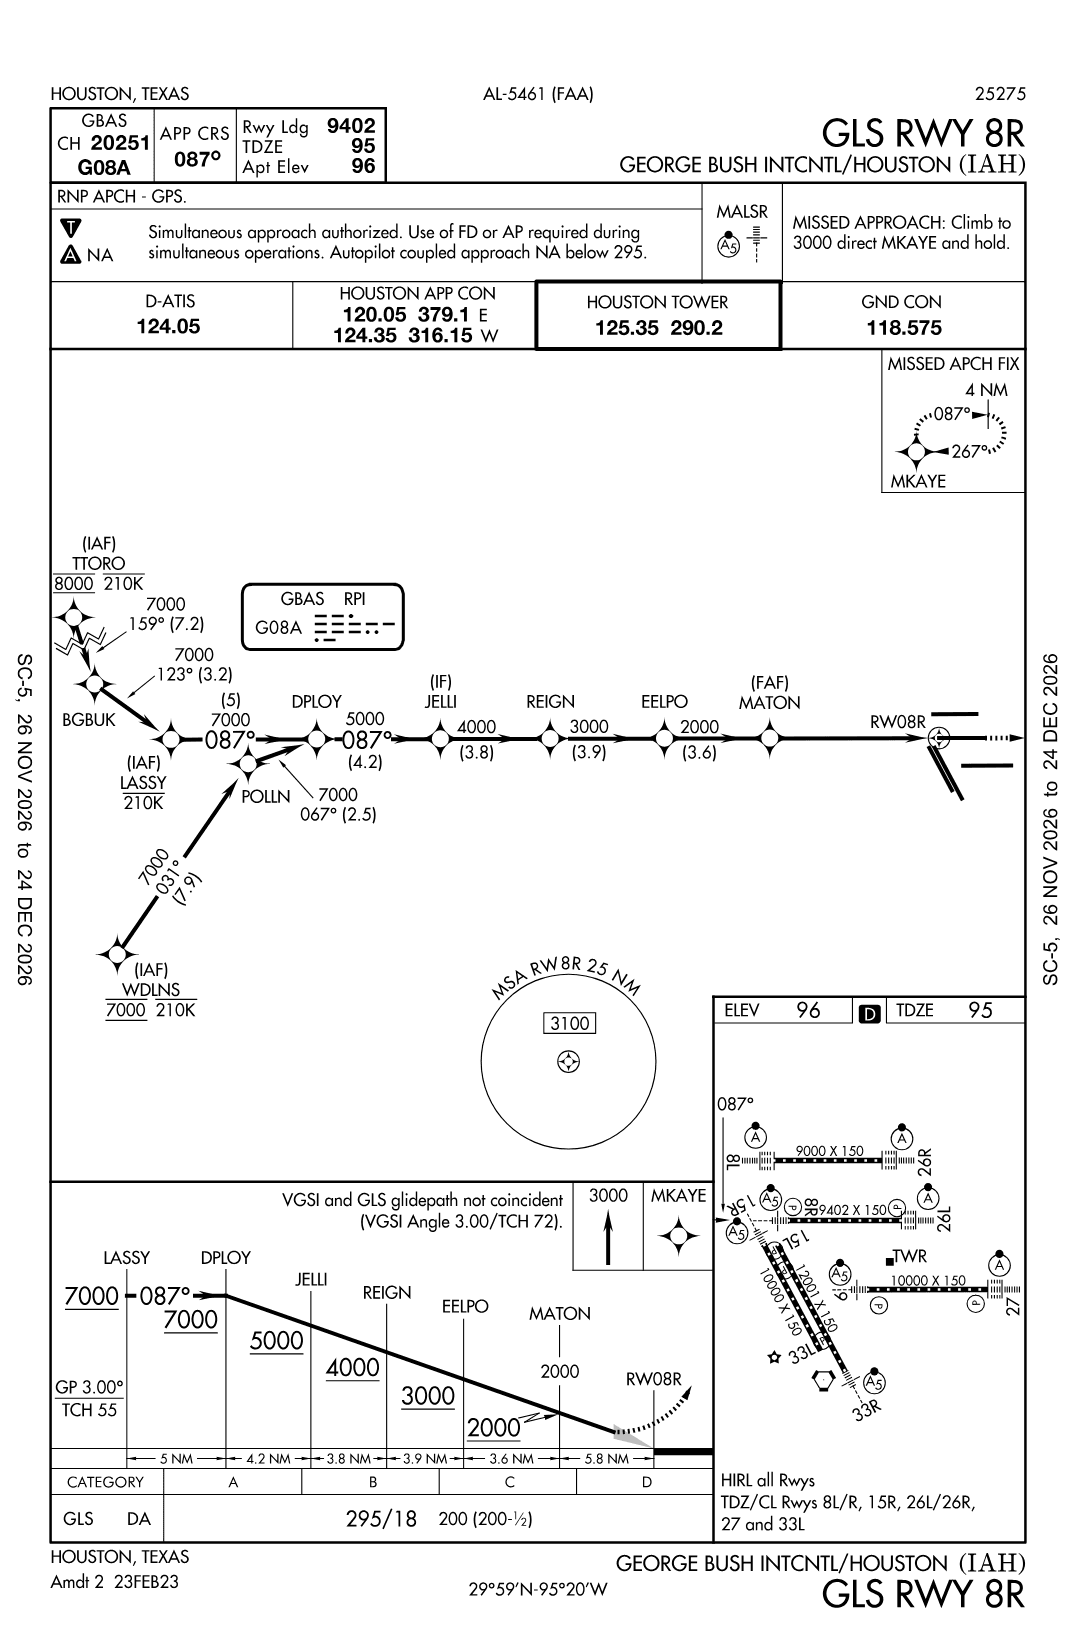 HOUSTON, TEXAS
AL-5461 (FAA)
25275
GBAS
CH 20251
G08A
APP CRS
087°
Rwy Ldg 9402
TDZE 95
Apt Elev 96
GLS RWY 8R
GEORGE BUSH INTCNTL/HOUSTON (IAH)
RNP APCH - GPS.
T
A NA
Simultaneous approach authorized. Use of FD or AP required during
simultaneous operations. Autopilot coupled approach NA below 295.
MALSR
A5
MISSED APPROACH: Climb to
3000 direct MKAYE and hold.
D-ATIS
124.05
HOUSTON APP CON
120.05 379.1 E
124.35 316.15 W
HOUSTON TOWER
125.35 290.2
GND CON
118.575
MISSED APCH FIX
4 NM
087°
267°
MKAYE
(IAF)
TTORO
8000 210K
7000
159° (7.2)
7000
123° (3.2)
BGBUK
GBAS RPI
G08A
(IAF)
LASSY
210K
(5)
7000
087°
DPLOY
5000
087°
(4.2)
(IF)
JELLI
4000
(3.8)
REIGN
3000
(3.9)
EELPO
2000
(3.6)
(FAF)
MATON
RW08R
POLLN
7000
067° (2.5)
7000
031°
(7.9)
(IAF)
WDLNS
7000 210K
MSA RW8R 25 NM
3100
SC-5, 26 NOV 2026 to 24 DEC 2026
SC-5, 26 NOV 2026 to 24 DEC 2026
ELEV 96
D
TDZE 95
087°
A
A
8L
9000 X 150
26R
15R
A5
A5
P
8R
9402 X 150
P
A
26L
15L
TWR
A5
9
10000 X 150
P
P
A
27
12001 X 150
10000 X 150
33L
A5
33R
HIRL all Rwys
TDZ/CL Rwys 8L/R, 15R, 26L/26R,
27 and 33L
VGSI and GLS glidepath not coincident
(VGSI Angle 3.00/TCH 72).
3000
MKAYE
LASSY
DPLOY
JELLI
REIGN
EELPO
MATON
RW08R
7000
087°
7000
5000
4000
3000
2000
2000
GP 3.00°
TCH 55
5 NM
4.2 NM
3.8 NM
3.9 NM
3.6 NM
5.8 NM
CATEGORY
A
B
C
D
GLS DA
295/18 200 (200-½)
HOUSTON, TEXAS
Amdt 2 23FEB23
29°59'N-95°20'W
GEORGE BUSH INTCNTL/HOUSTON (IAH)
GLS RWY 8R